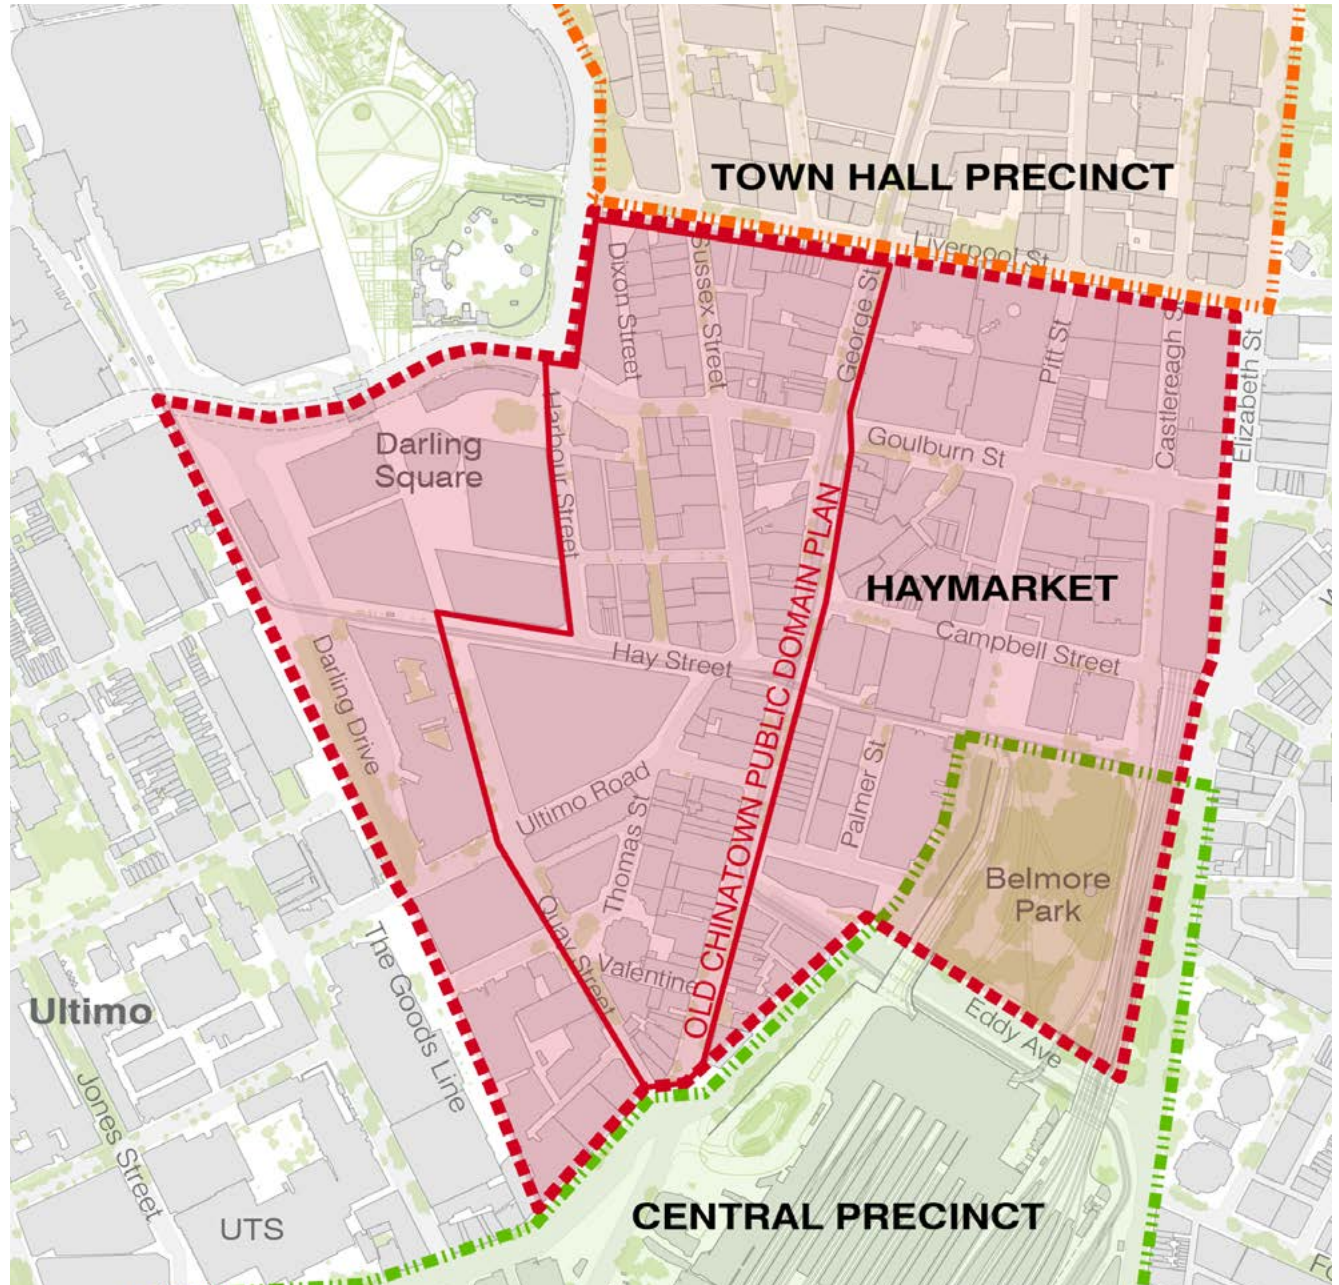 TOWN HALL PRECINCT
Liverpool St
Dixon Street
Sussex Street
George St
Pitt St
Castlereagh St
Elizabeth St
Darling
Square
Harbour Street
Goulburn St
OLD CHINATOWN PUBLIC DOMAIN PLAN
HAYMARKET
Campbell Street
Hay Street
Darling Drive
Ultimo Road
Thomas St
Palmer St
Belmore
Park
Quay Street
Valentine
The Goods Line
Eddy Ave
Ultimo
Jones Street
UTS
CENTRAL PRECINCT